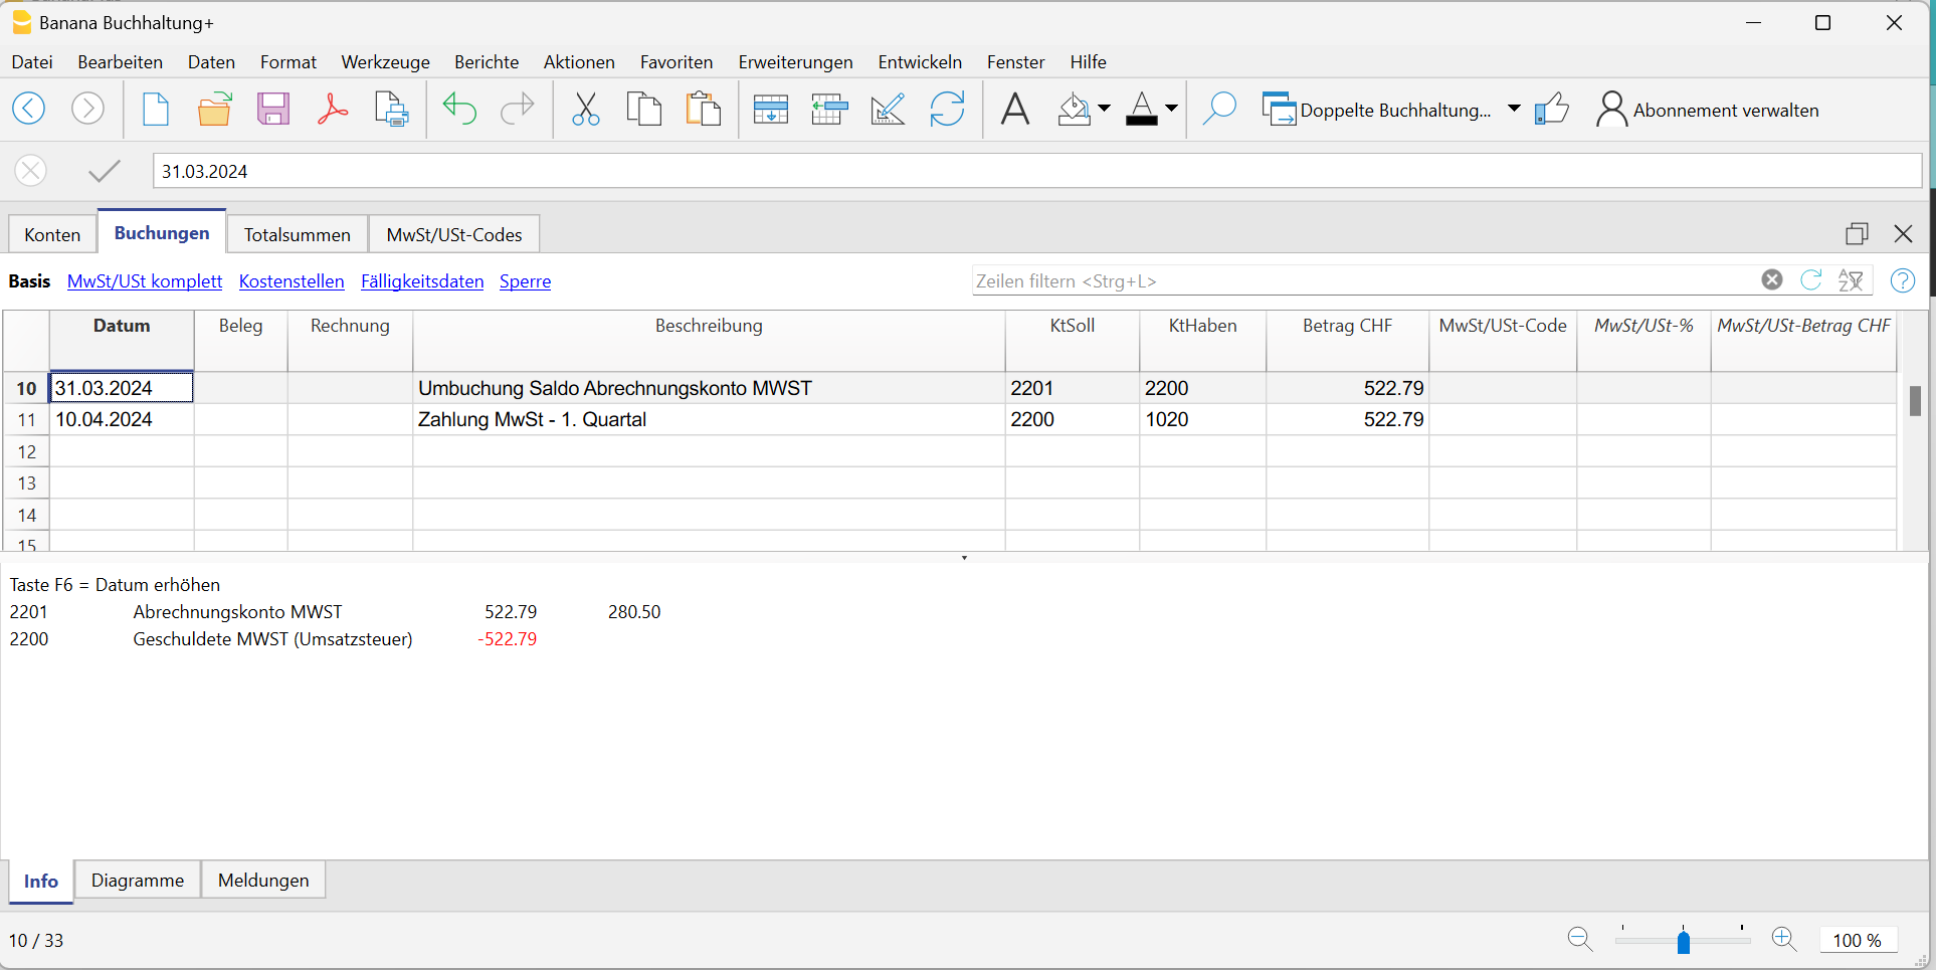 Banana Buchhaltung+
Datei Bearbeiten Daten Format Werkzeuge Berichte Aktionen Favoriten Erweiterungen Entwickeln Fenster Hilfe
Doppelte Buchhaltung... Abonnement verwalten
31.03.2024
Konten Buchungen Totalsummen MwSt/USt-Codes
Basis MwSt/USt komplett Kostenstellen Fälligkeitsdaten Sperre Zeilen filtern <Strg+L>
Datum Beleg Rechnung Beschreibung KtSoll KtHaben Betrag CHF MwSt/USt-Code MwSt/USt-% MwSt/USt-Betrag CHF
10 31.03.2024 Umbuchung Saldo Abrechnungskonto MWST 2201 2200 522.79
11 10.04.2024 Zahlung MwSt - 1. Quartal 2200 1020 522.79
12
13
14
15
Taste F6 = Datum erhöhen
2201 Abrechnungskonto MWST 522.79 280.50
2200 Geschuldete MWST (Umsatzsteuer) -522.79
Info Diagramme Meldungen
10 / 33 100 %